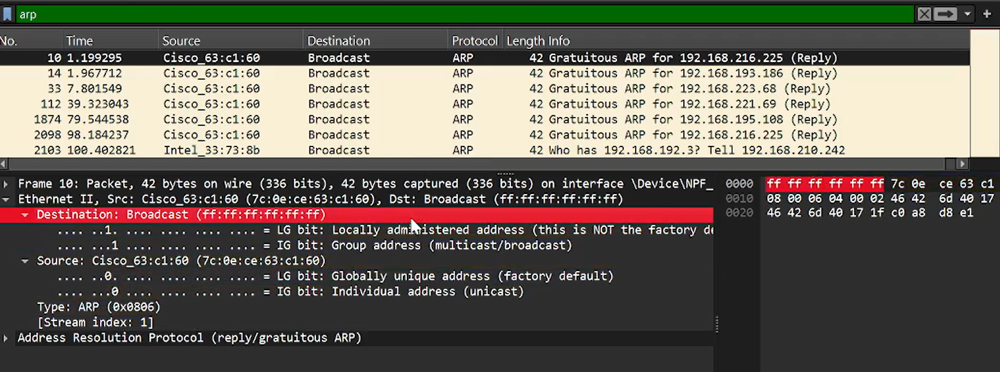 arp
No. Time Source Destination Protocol Length Info
10 1.199295 Cisco_63:c1:60 Broadcast ARP 42 Gratuitous ARP for 192.168.216.225 (Reply)
14 1.967712 Cisco_63:c1:60 Broadcast ARP 42 Gratuitous ARP for 192.168.193.186 (Reply)
33 7.801549 Cisco_63:c1:60 Broadcast ARP 42 Gratuitous ARP for 192.168.223.68 (Reply)
112 39.323043 Cisco_63:c1:60 Broadcast ARP 42 Gratuitous ARP for 192.168.221.69 (Reply)
1874 79.544538 Cisco_63:c1:60 Broadcast ARP 42 Gratuitous ARP for 192.168.195.108 (Reply)
2098 98.184237 Cisco_63:c1:60 Broadcast ARP 42 Gratuitous ARP for 192.168.216.225 (Reply)
2103 100.402821 Intel_33:73:8b Broadcast ARP 42 Who has 192.168.192.3? Tell 192.168.210.242
Frame 10: Packet, 42 bytes on wire (336 bits), 42 bytes captured (336 bits) on interface \Device\NPF_
Ethernet II, Src: Cisco_63:c1:60 (7c:0e:ce:63:c1:60), Dst: Broadcast (ff:ff:ff:ff:ff:ff)
Destination: Broadcast (ff:ff:ff:ff:ff:ff)
.... ..1. .... .... .... .... = LG bit: Locally administered address (this is NOT the factory de
.... ...1 .... .... .... .... = IG bit: Group address (multicast/broadcast)
Source: Cisco_63:c1:60 (7c:0e:ce:63:c1:60)
.... ..0. .... .... .... .... = LG bit: Globally unique address (factory default)
.... ...0 .... .... .... .... = IG bit: Individual address (unicast)
Type: ARP (0x0806)
[Stream index: 1]
Address Resolution Protocol (reply/gratuitous ARP)
0000 ff ff ff ff ff ff 7c 0e ce 63 c1
0010 08 00 06 04 00 02 46 42 6d 40 17
0020 46 42 6d 40 17 1f c0 a8 d8 e1